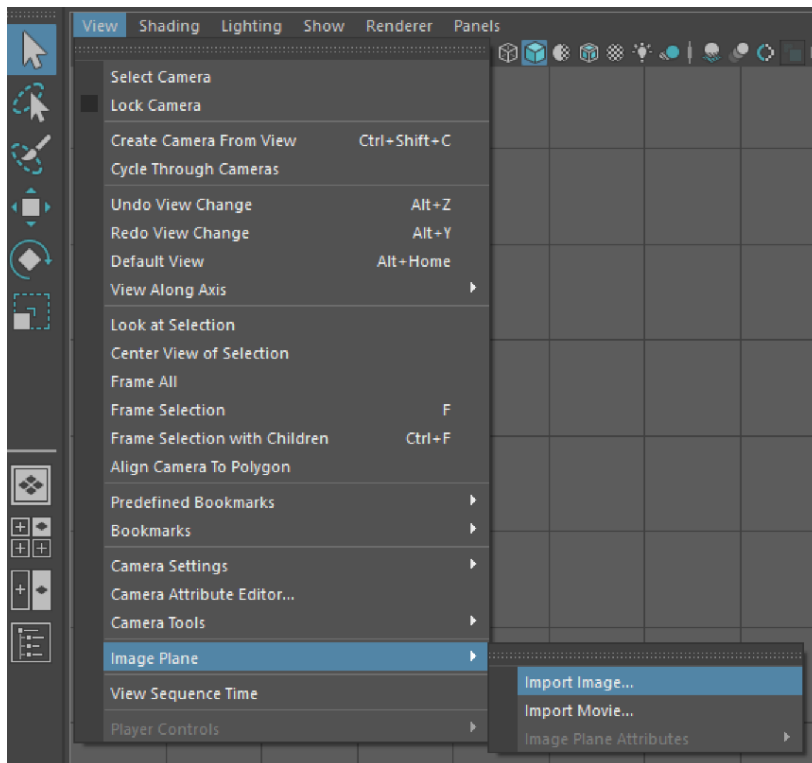 View Shading Lighting Show Renderer Panels
Select Camera
Lock Camera
Create Camera From View Ctrl+Shift+C
Cycle Through Cameras
Undo View Change Alt+Z
Redo View Change Alt+Y
Default View Alt+Home
View Along Axis
Look at Selection
Center View of Selection
Frame All
Frame Selection F
Frame Selection with Children Ctrl+F
Align Camera To Polygon
Predefined Bookmarks
Bookmarks
Camera Settings
Camera Attribute Editor...
Camera Tools
Image Plane
Import Image...
View Sequence Time
Import Movie...
Player Controls
Image Plane Attributes